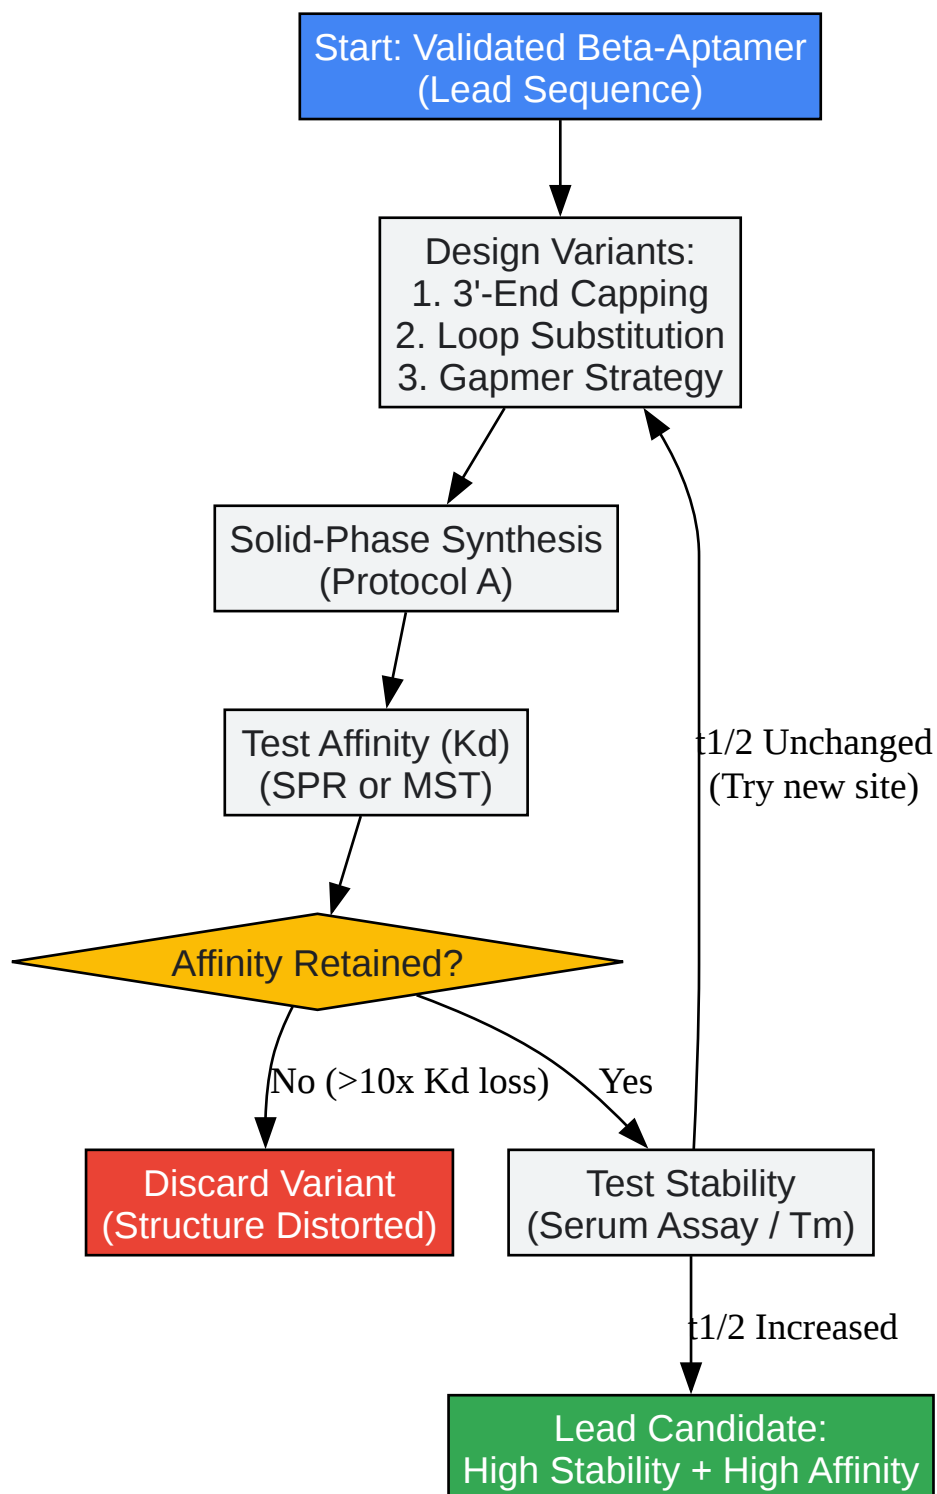 Start: Validated Beta-Aptamer
(Lead Sequence)
Design Variants:
1. 3'-End Capping
2. Loop Substitution
3. Gapmer Strategy
Solid-Phase Synthesis
(Protocol A)
Test Affinity (Kd)
(SPR or MST)
t1/2 Unchanged
(Try new site)
Affinity Retained?
No (>10x Kd loss)
Yes
Discard Variant
(Structure Distorted)
Test Stability
(Serum Assay / Tm)
t1/2 Increased
Lead Candidate:
High Stability + High Affinity